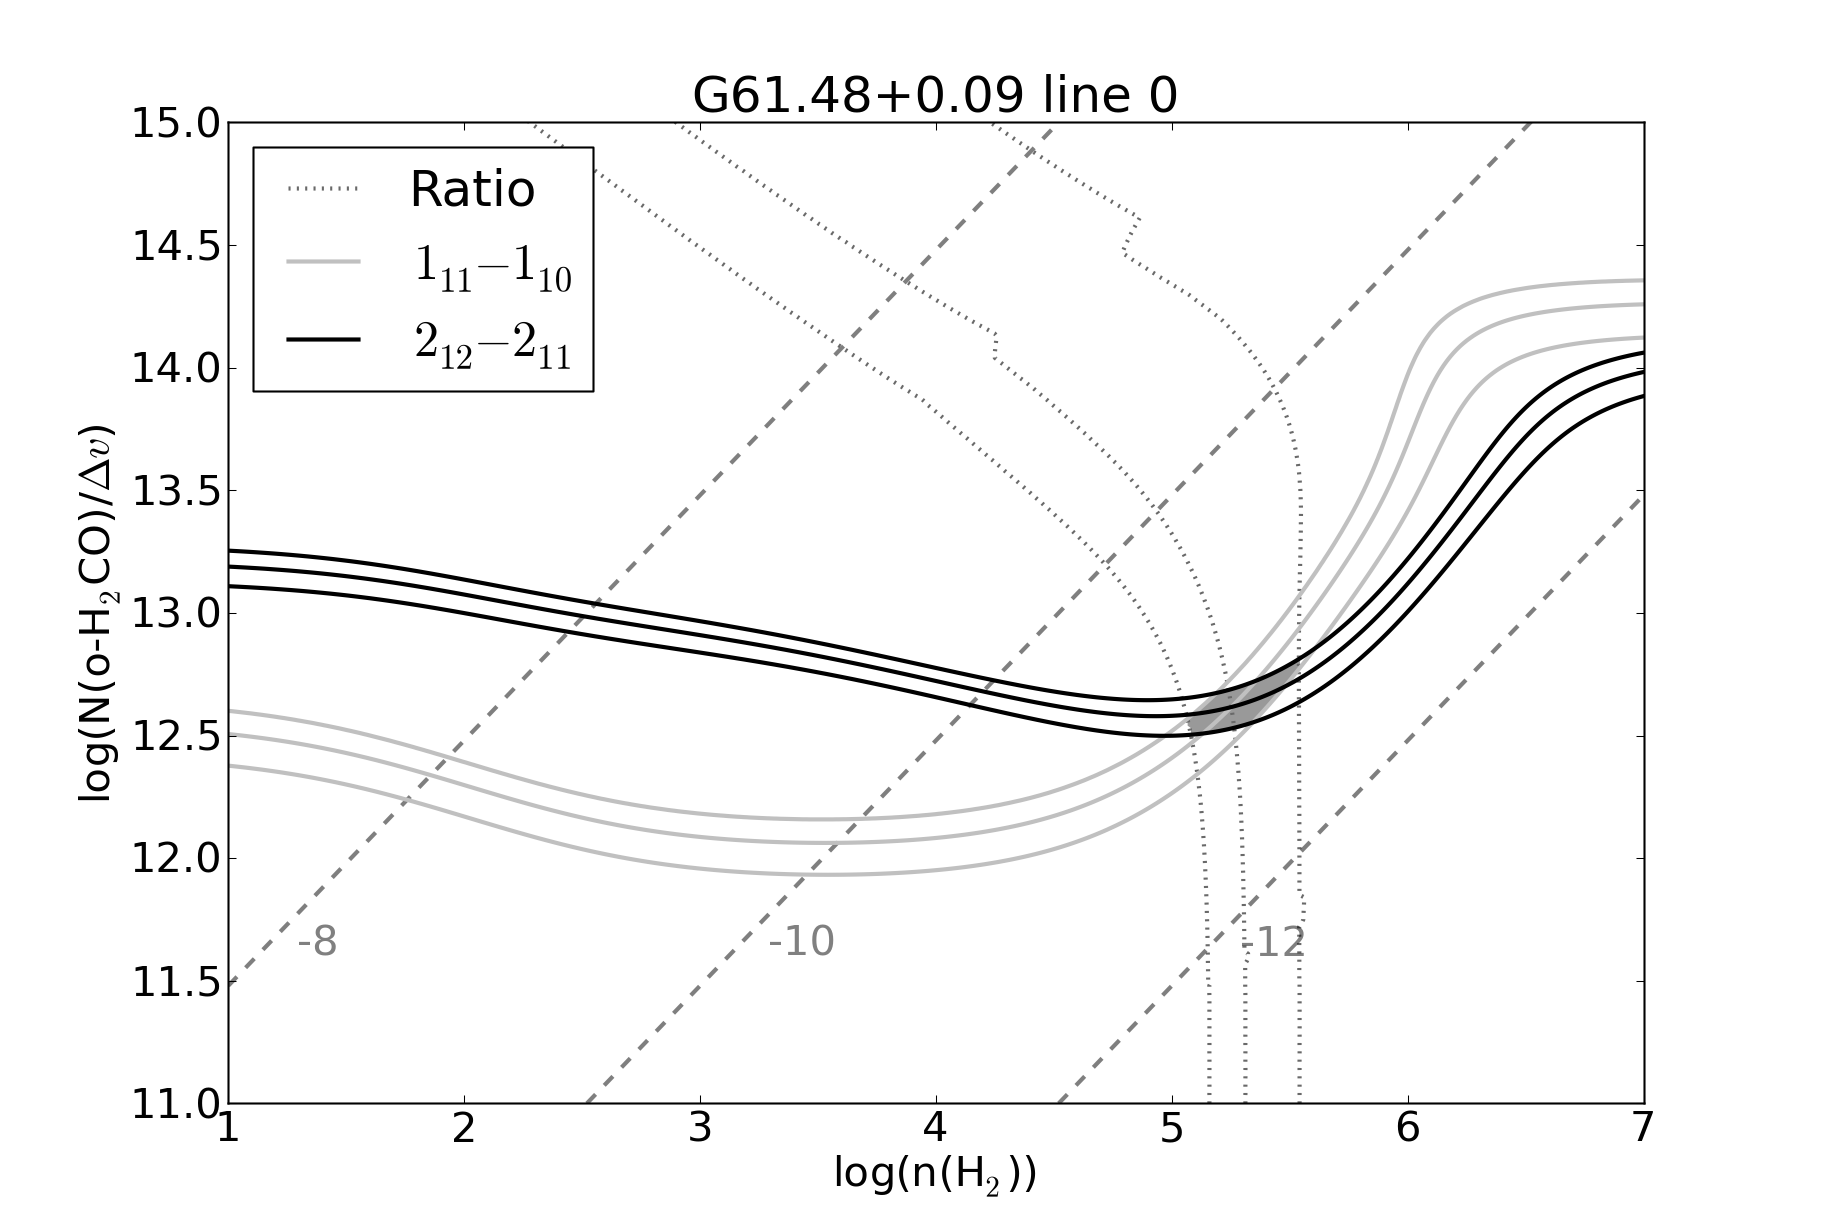 G61.48+0.09 line 0
15.0
14.5
14.0
13.5
13.0
12.5
12.0
11.5
11.0
log(N(o-H₂CO)/Δv)
Ratio
1₁₁−1₁₀
2₁₂−2₁₁
-8
-10
-12
1 2 3 4 5 6 7
log(n(H₂))